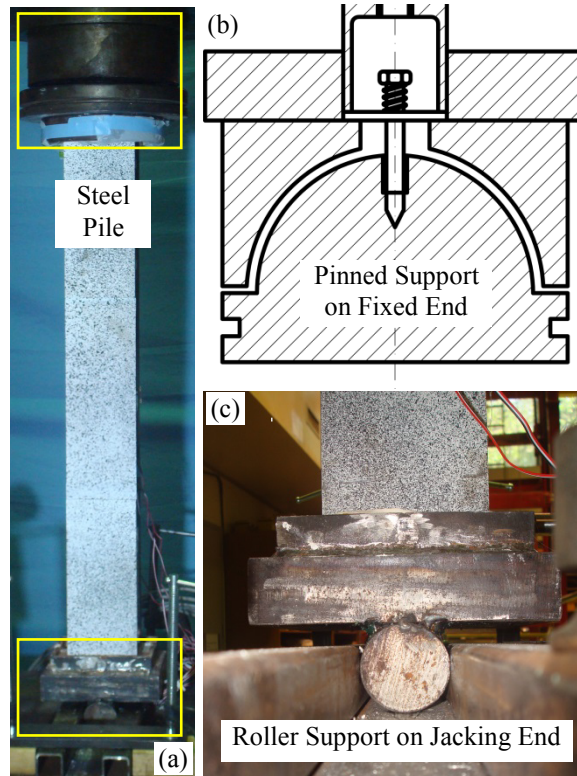 Steel
Pile
(a)
(b)
Pinned Support
on Fixed End
(c)
Roller Support on Jacking End